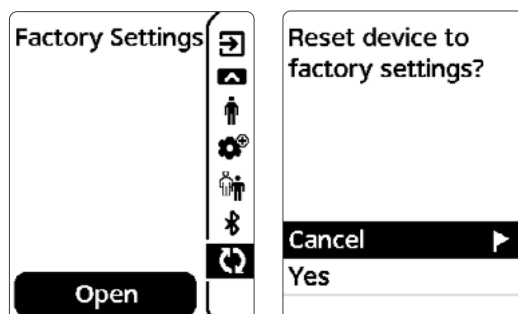 Factory Settings
Open
Reset device to
factory settings?
Cancel
Yes